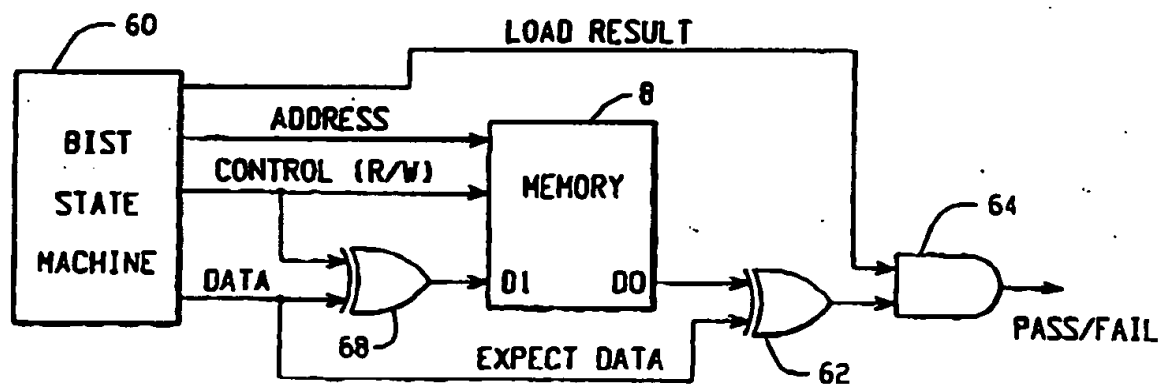 60
LOAD RESULT
8
ADDRESS
BIST
STATE
MACHINE
CONTROL (R/W)
MEMORY
64
DATA
DI
DO
68
EXPECT DATA
62
PASS/FAIL